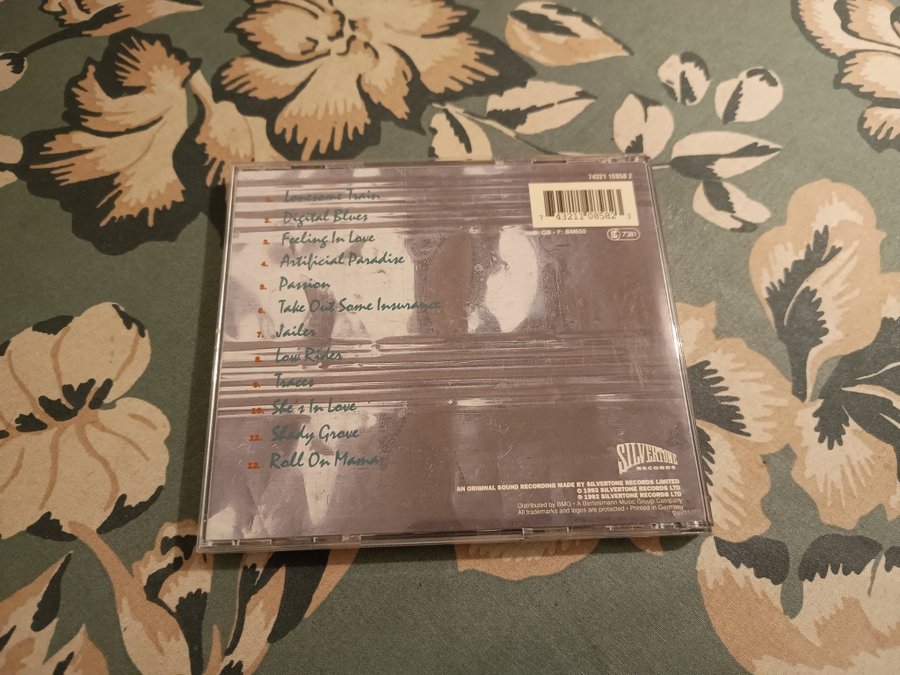 74321 10858 2
7 43211 08582 2
QB - F: BM650
LC 7381
1. Lonesome Train
2. Digital Blues
3. Feeling In Love
4. Artificial Paradise
5. Passion
6. Take Out Some Insurance
7. Jailer
8. Low Rider
9. Traces
10. She's In Love
11. Shady Grove
12. Roll On Mama
SILVERTONE
RECORDS
AN ORIGINAL SOUND RECORDING MADE BY SILVERTONE RECORDS LIMITED
℗ 1992 SILVERTONE RECORDS LTD
© 1992 SILVERTONE RECORDS LTD
Distributed by BMG - A Bertelsmann Music Group Company
All trademarks and logos are protected • Printed in Germany